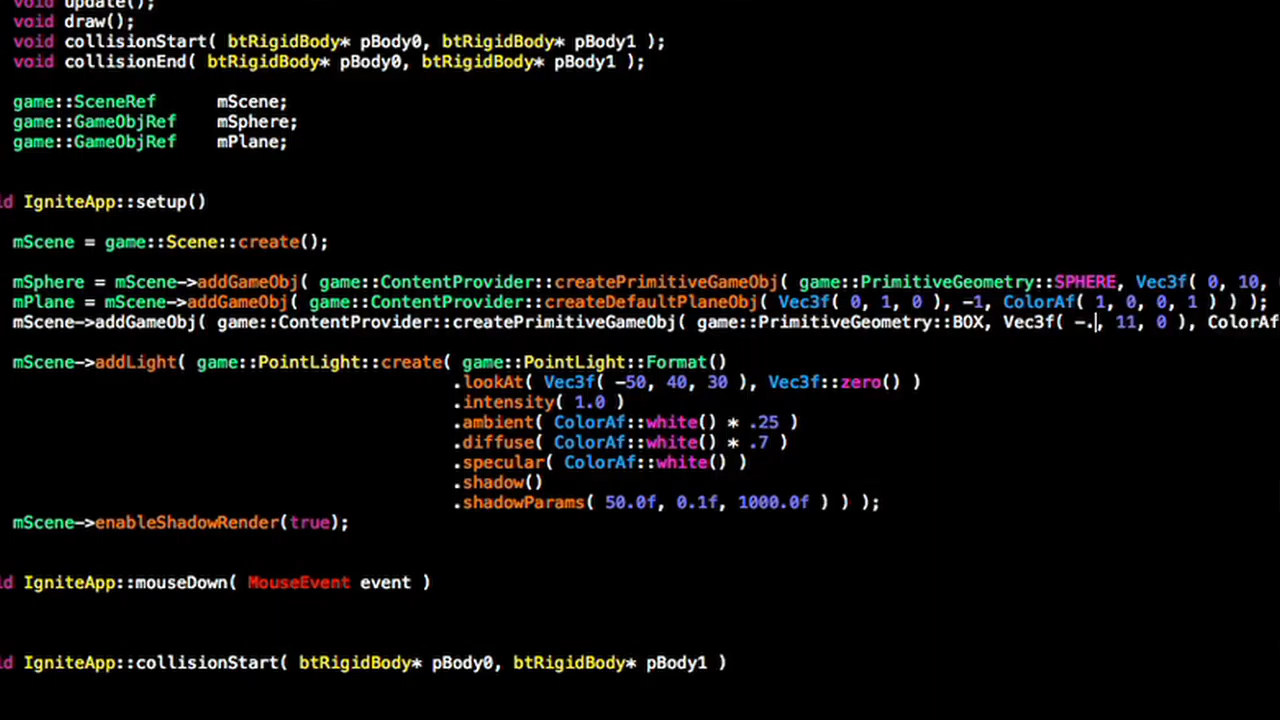 void update();
void draw();
void collisionStart( btRigidBody* pBody0, btRigidBody* pBody1 );
void collisionEnd( btRigidBody* pBody0, btRigidBody* pBody1 );
game::SceneRef mScene;
game::GameObjRef mSphere;
game::GameObjRef mPlane;
id IgniteApp::setup()
mScene = game::Scene::create();
mSphere = mScene->addGameObj( game::ContentProvider::createPrimitiveGameObj( game::PrimitiveGeometry::SPHERE, Vec3f( 0, 10,
mPlane = mScene->addGameObj( game::ContentProvider::createDefaultPlaneObj( Vec3f( 0, 1, 0 ), -1, ColorAf( 1, 0, 0, 1 ) ) );
mScene->addGameObj( game::ContentProvider::createPrimitiveGameObj( game::PrimitiveGeometry::BOX, Vec3f( -., 11, 0 ), ColorAf
mScene->addLight( game::PointLight::create( game::PointLight::Format()
.lookAt( Vec3f( -50, 40, 30 ), Vec3f::zero() )
.intensity( 1.0 )
.ambient( ColorAf::white() * .25 )
.diffuse( ColorAf::white() * .7 )
.specular( ColorAf::white() )
.shadow()
.shadowParams( 50.0f, 0.1f, 1000.0f ) ) );
mScene->enableShadowRender(true);
id IgniteApp::mouseDown( MouseEvent event )
id IgniteApp::collisionStart( btRigidBody* pBody0, btRigidBody* pBody1 )